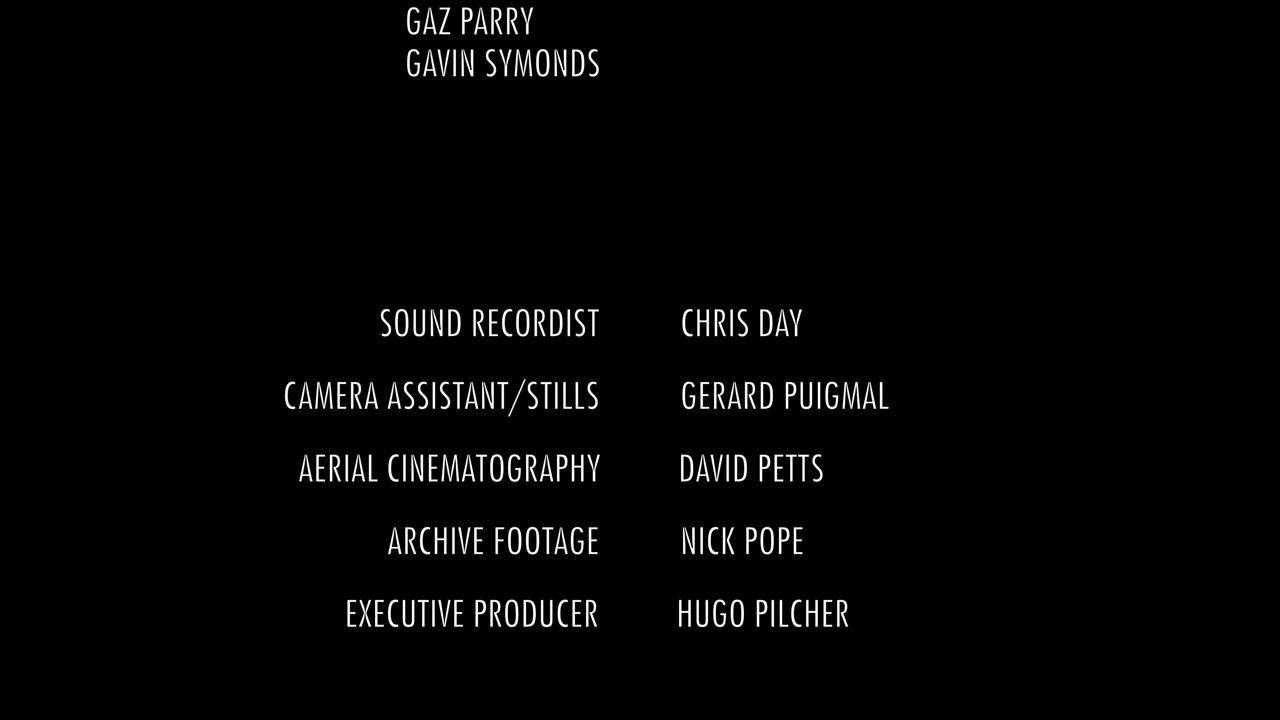 GAZ PARRY
GAVIN SYMONDS
SOUND RECORDIST CHRIS DAY
CAMERA ASSISTANT/STILLS GERARD PUIGMAL
AERIAL CINEMATOGRAPHY DAVID PETTS
ARCHIVE FOOTAGE NICK POPE
EXECUTIVE PRODUCER HUGO PILCHER